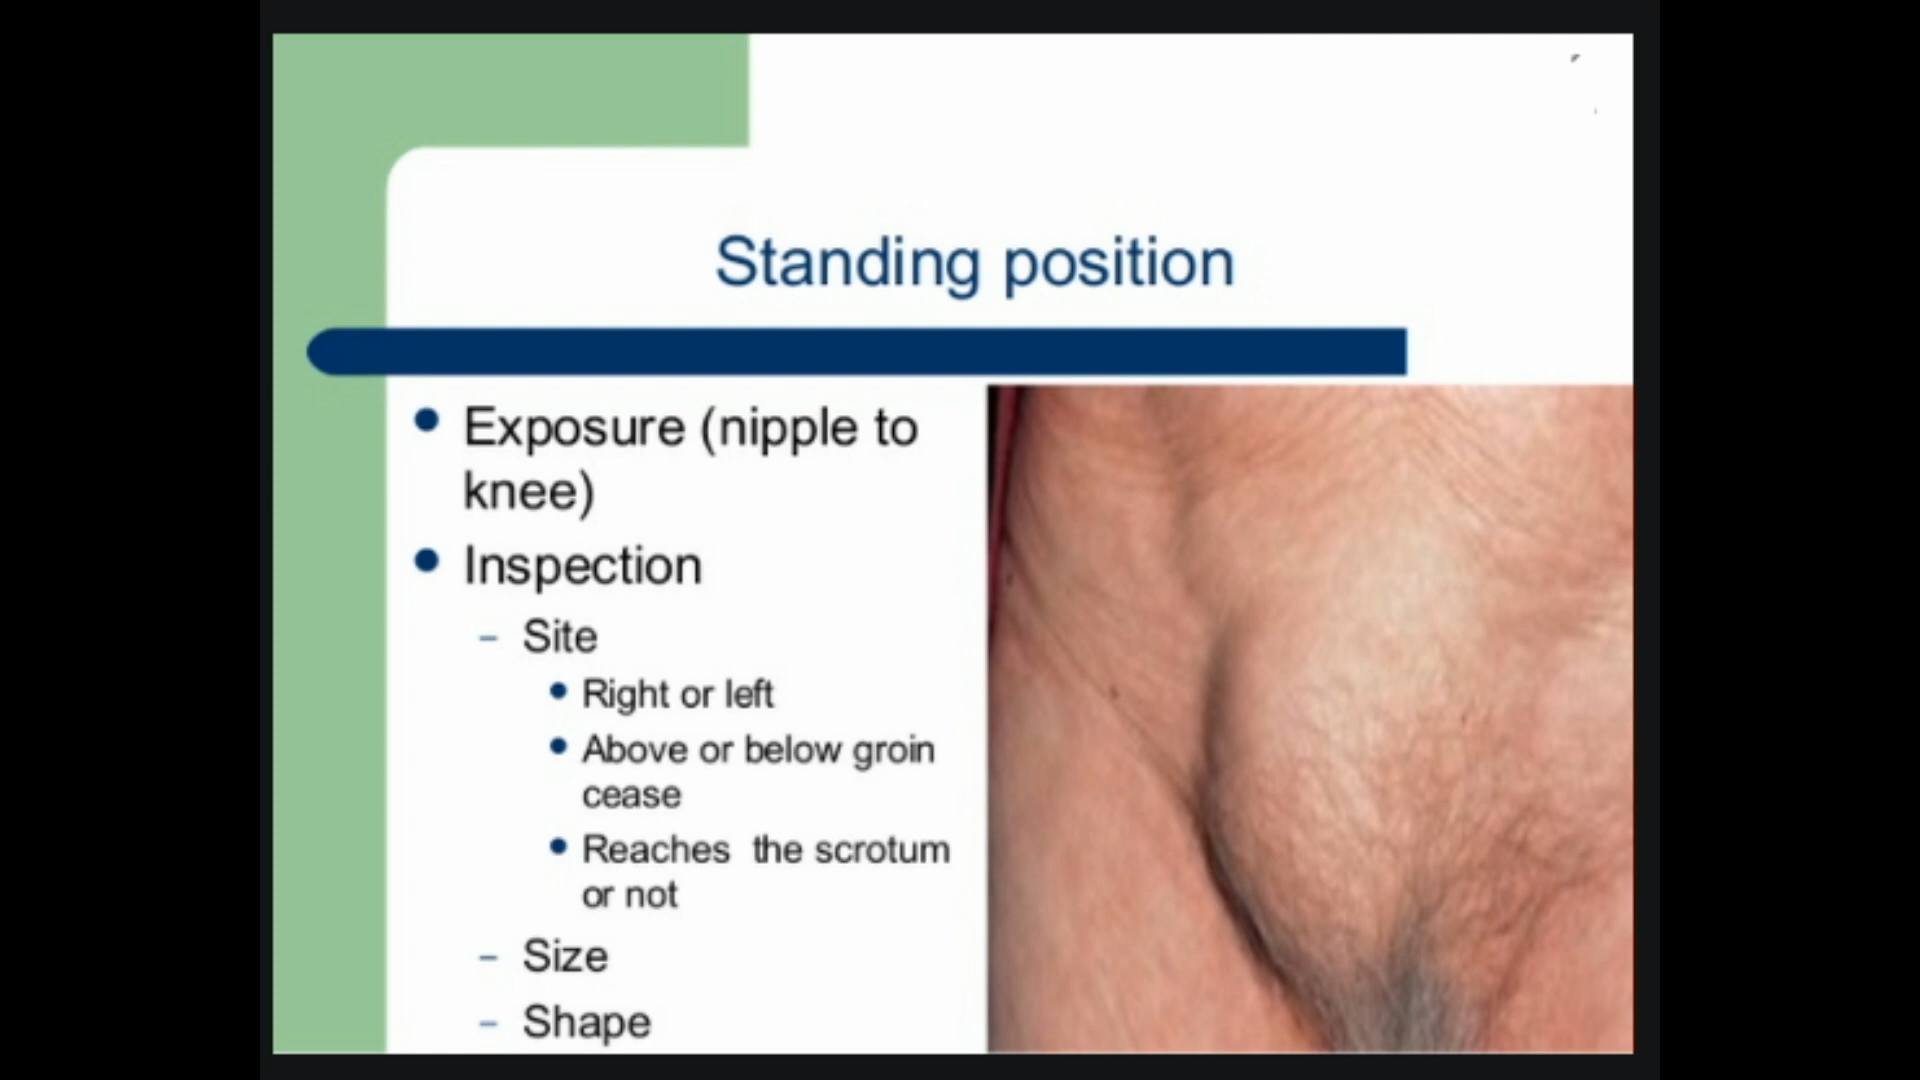 Standing position
Exposure (nipple to
knee)
Inspection
– Site
Right or left
Above or below groin
cease
Reaches the scrotum
or not
– Size
– Shape